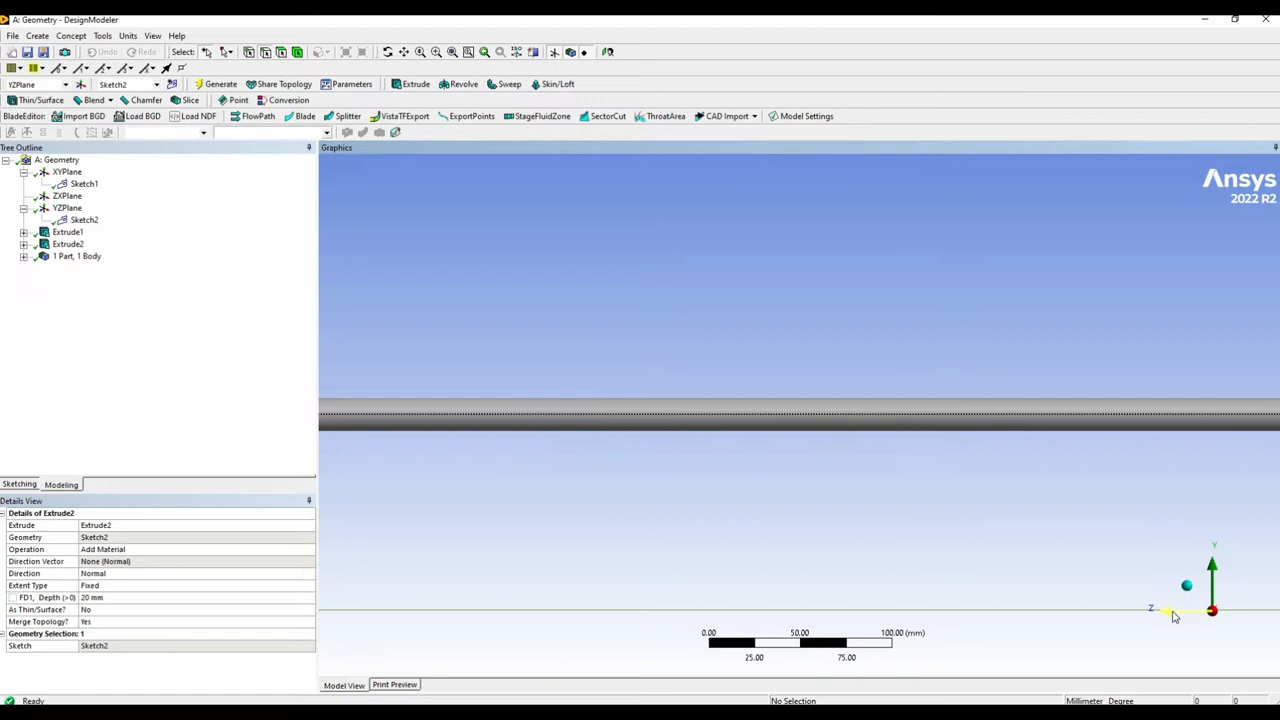 A: Geometry - DesignModeler
File Create Concept Tools Units View Help
Undo Redo Select:
YZPlane Sketch2 Generate Share Topology Parameters Extrude Revolve Sweep Skin/Loft
Thin/Surface Blend Chamfer Slice Point Conversion
BladeEditor: Import BGD Load BGD Load NDF FlowPath Blade Splitter VistaTFExport ExportPoints StageFluidZone SectorCut ThroatArea CAD Import Model Settings
Tree Outline
Graphics
A: Geometry
XYPlane
Sketch1
ZXPlane
YZPlane
Sketch2
Extrude1
Extrude2
1 Part, 1 Body
Ansys
2022 R2
Sketching Modeling
Details View
Details of Extrude2
Extrude Extrude2
Geometry Sketch2
Operation Add Material
Direction Vector None (Normal)
Direction Normal
Extent Type Fixed
FD1, Depth (>0) 20 mm
As Thin/Surface? No
Merge Topology? Yes
Geometry Selection: 1
Sketch Sketch2
Y
Z
0.00 50.00 100.00 (mm)
25.00 75.00
Model View Print Preview
Ready No Selection Millimeter Degree 0 0